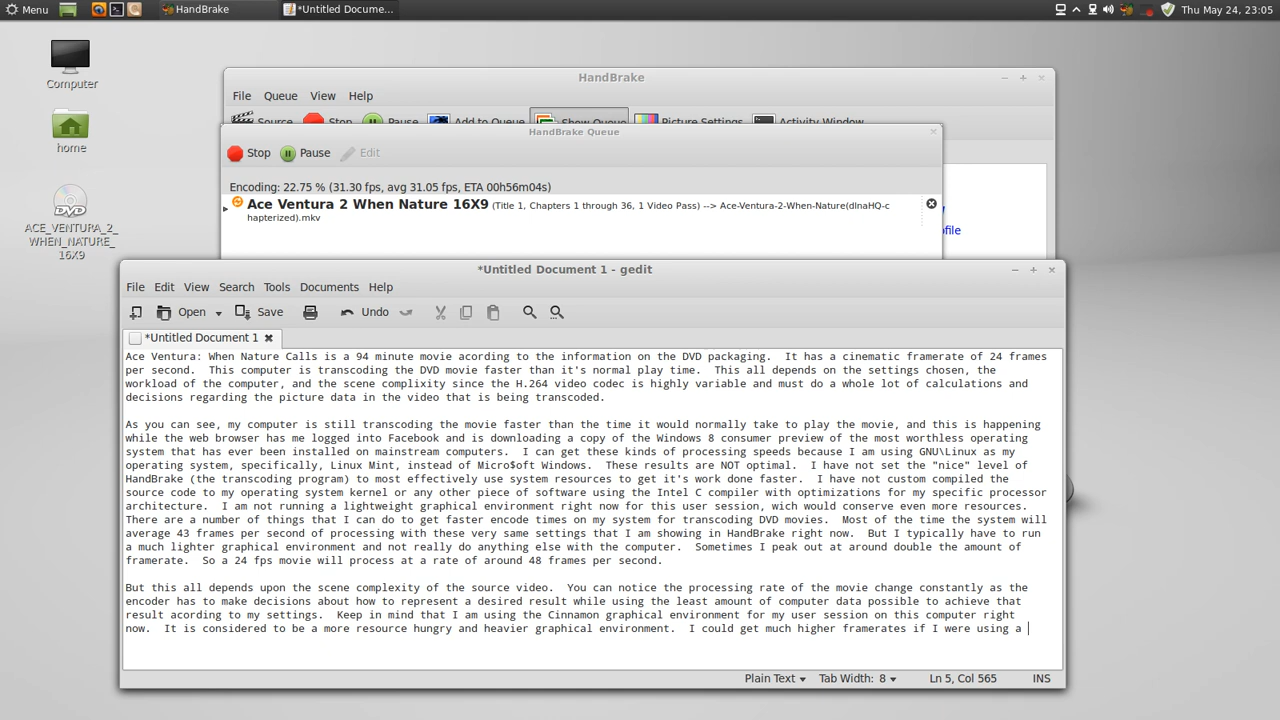 Menu
HandBrake
*Untitled Docume...
Thu May 24, 23:05
Computer
home
DVD
ACE_VENTURA_2_
WHEN_NATURE_
16X9
HandBrake
File Edit Queue View Help
Source Stop Pause Add to Queue Show Queue Picture Settings Activity Window
HandBrake Queue
Stop Pause Edit
Encoding: 22.75 % (31.30 fps, avg 31.05 fps, ETA 00h56m04s)
Ace Ventura 2 When Nature 16X9 (Title 1, Chapters 1 through 36, 1 Video Pass) --> Ace-Ventura-2-When-Nature(dlnaHQ-c
hapterized).mkv
ofile
*Untitled Document 1 - gedit
File Edit View Search Tools Documents Help
Open Save Undo
*Untitled Document 1
Ace Ventura: When Nature Calls is a 94 minute movie acording to the information on the DVD packaging.  It has a cinematic framerate of 24 frames
per second.  This computer is transcoding the DVD movie faster than it's normal play time.  This all depends on the settings chosen, the
workload of the computer, and the scene complixity since the H.264 video codec is highly variable and must do a whole lot of calculations and
decisions regarding the picture data in the video that is being transcoded.
As you can see, my computer is still transcoding the movie faster than the time it would normally take to play the movie, and this is happening
while the web browser has me logged into Facebook and is downloading a copy of the Windows 8 consumer preview of the most worthless operating
system that has ever been installed on mainstream computers.  I can get these kinds of processing speeds because I am using GNU\Linux as my
operating system, specifically, Linux Mint, instead of Micro$oft Windows.  These results are NOT optimal.  I have not set the "nice" level of
HandBrake (the transcoding program) to most effectively use system resources to get it's work done faster.  I have not custom compiled the
source code to my operating system kernel or any other piece of software using the Intel C compiler with optimizations for my specific processor
architecture.  I am not running a lightweight graphical environment right now for this user session, wich would conserve even more resources.
There are a number of things that I can do to get faster encode times on my system for transcoding DVD movies.  Most of the time the system will
average 43 frames per second of processing with these very same settings that I am showing in HandBrake right now.  But I typically have to run
a much lighter graphical environment and not really do anything else with the computer.  Sometimes I peak out at around double the amount of
framerate.  So a 24 fps movie will process at a rate of around 48 frames per second.
But this all depends upon the scene complexity of the source video.  You can notice the processing rate of the movie change constantly as the
encoder has to make decisions about how to represent a desired result while using the least amount of computer data possible to achieve that
result acording to my settings.  Keep in mind that I am using the Cinnamon graphical environment for my user session on this computer right
now.  It is considered to be a more resource hungry and heavier graphical environment.  I could get much higher framerates if I were using a
Plain Text Tab Width: 8 Ln 5, Col 565 INS